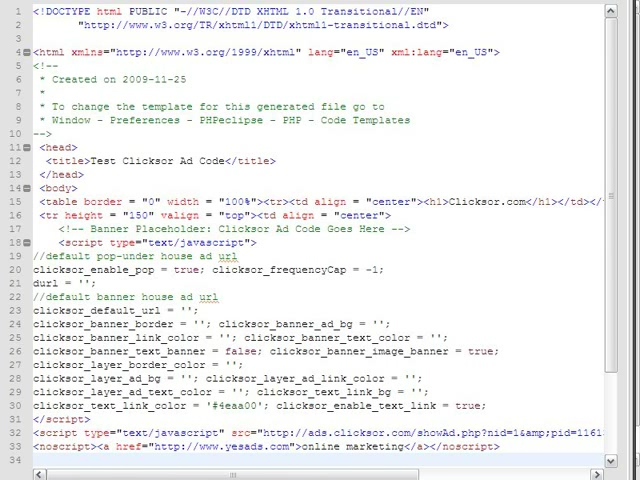 1 <!DOCTYPE html PUBLIC "-//W3C//DTD XHTML 1.0 Transitional//EN"
2 "http://www.w3.org/TR/xhtml1/DTD/xhtml1-transitional.dtd">
3
4 <html xmlns="http://www.w3.org/1999/xhtml" lang="en_US" xml:lang="en_US">
5 <!--
6 * Created on 2009-11-25
7 *
8 * To change the template for this generated file go to
9 * Window - Preferences - PHPeclipse - PHP - Code Templates
10 -->
11 <head>
12 <title>Test Clicksor Ad Code</title>
13 </head>
14 <body>
15 <table border = "0" width = "100%"><tr><td align = "center"><h1>Clicksor.com</h1></td></
16 <tr height = "150" valign = "top"><td align = "center">
17 <!-- Banner Placeholder: Clicksor Ad Code Goes Here -->
18 <script type="text/javascript">
19 //default pop-under house ad url
20 clicksor_enable_pop = true; clicksor_frequencyCap = -1;
21 durl = '';
22 //default banner house ad url
23 clicksor_default_url = '';
24 clicksor_banner_border = ''; clicksor_banner_ad_bg = '';
25 clicksor_banner_link_color = ''; clicksor_banner_text_color = '';
26 clicksor_banner_text_banner = false; clicksor_banner_image_banner = true;
27 clicksor_layer_border_color = '';
28 clicksor_layer_ad_bg = ''; clicksor_layer_ad_link_color = '';
29 clicksor_layer_ad_text_color = ''; clicksor_text_link_bg = '';
30 clicksor_text_link_color = '#4eaa00'; clicksor_enable_text_link = true;
31 </script>
32 <script type="text/javascript" src="http://ads.clicksor.com/showAd.php?nid=1&amp;pid=1161
33 <noscript><a href="http://www.yesads.com">online marketing</a></noscript>
34